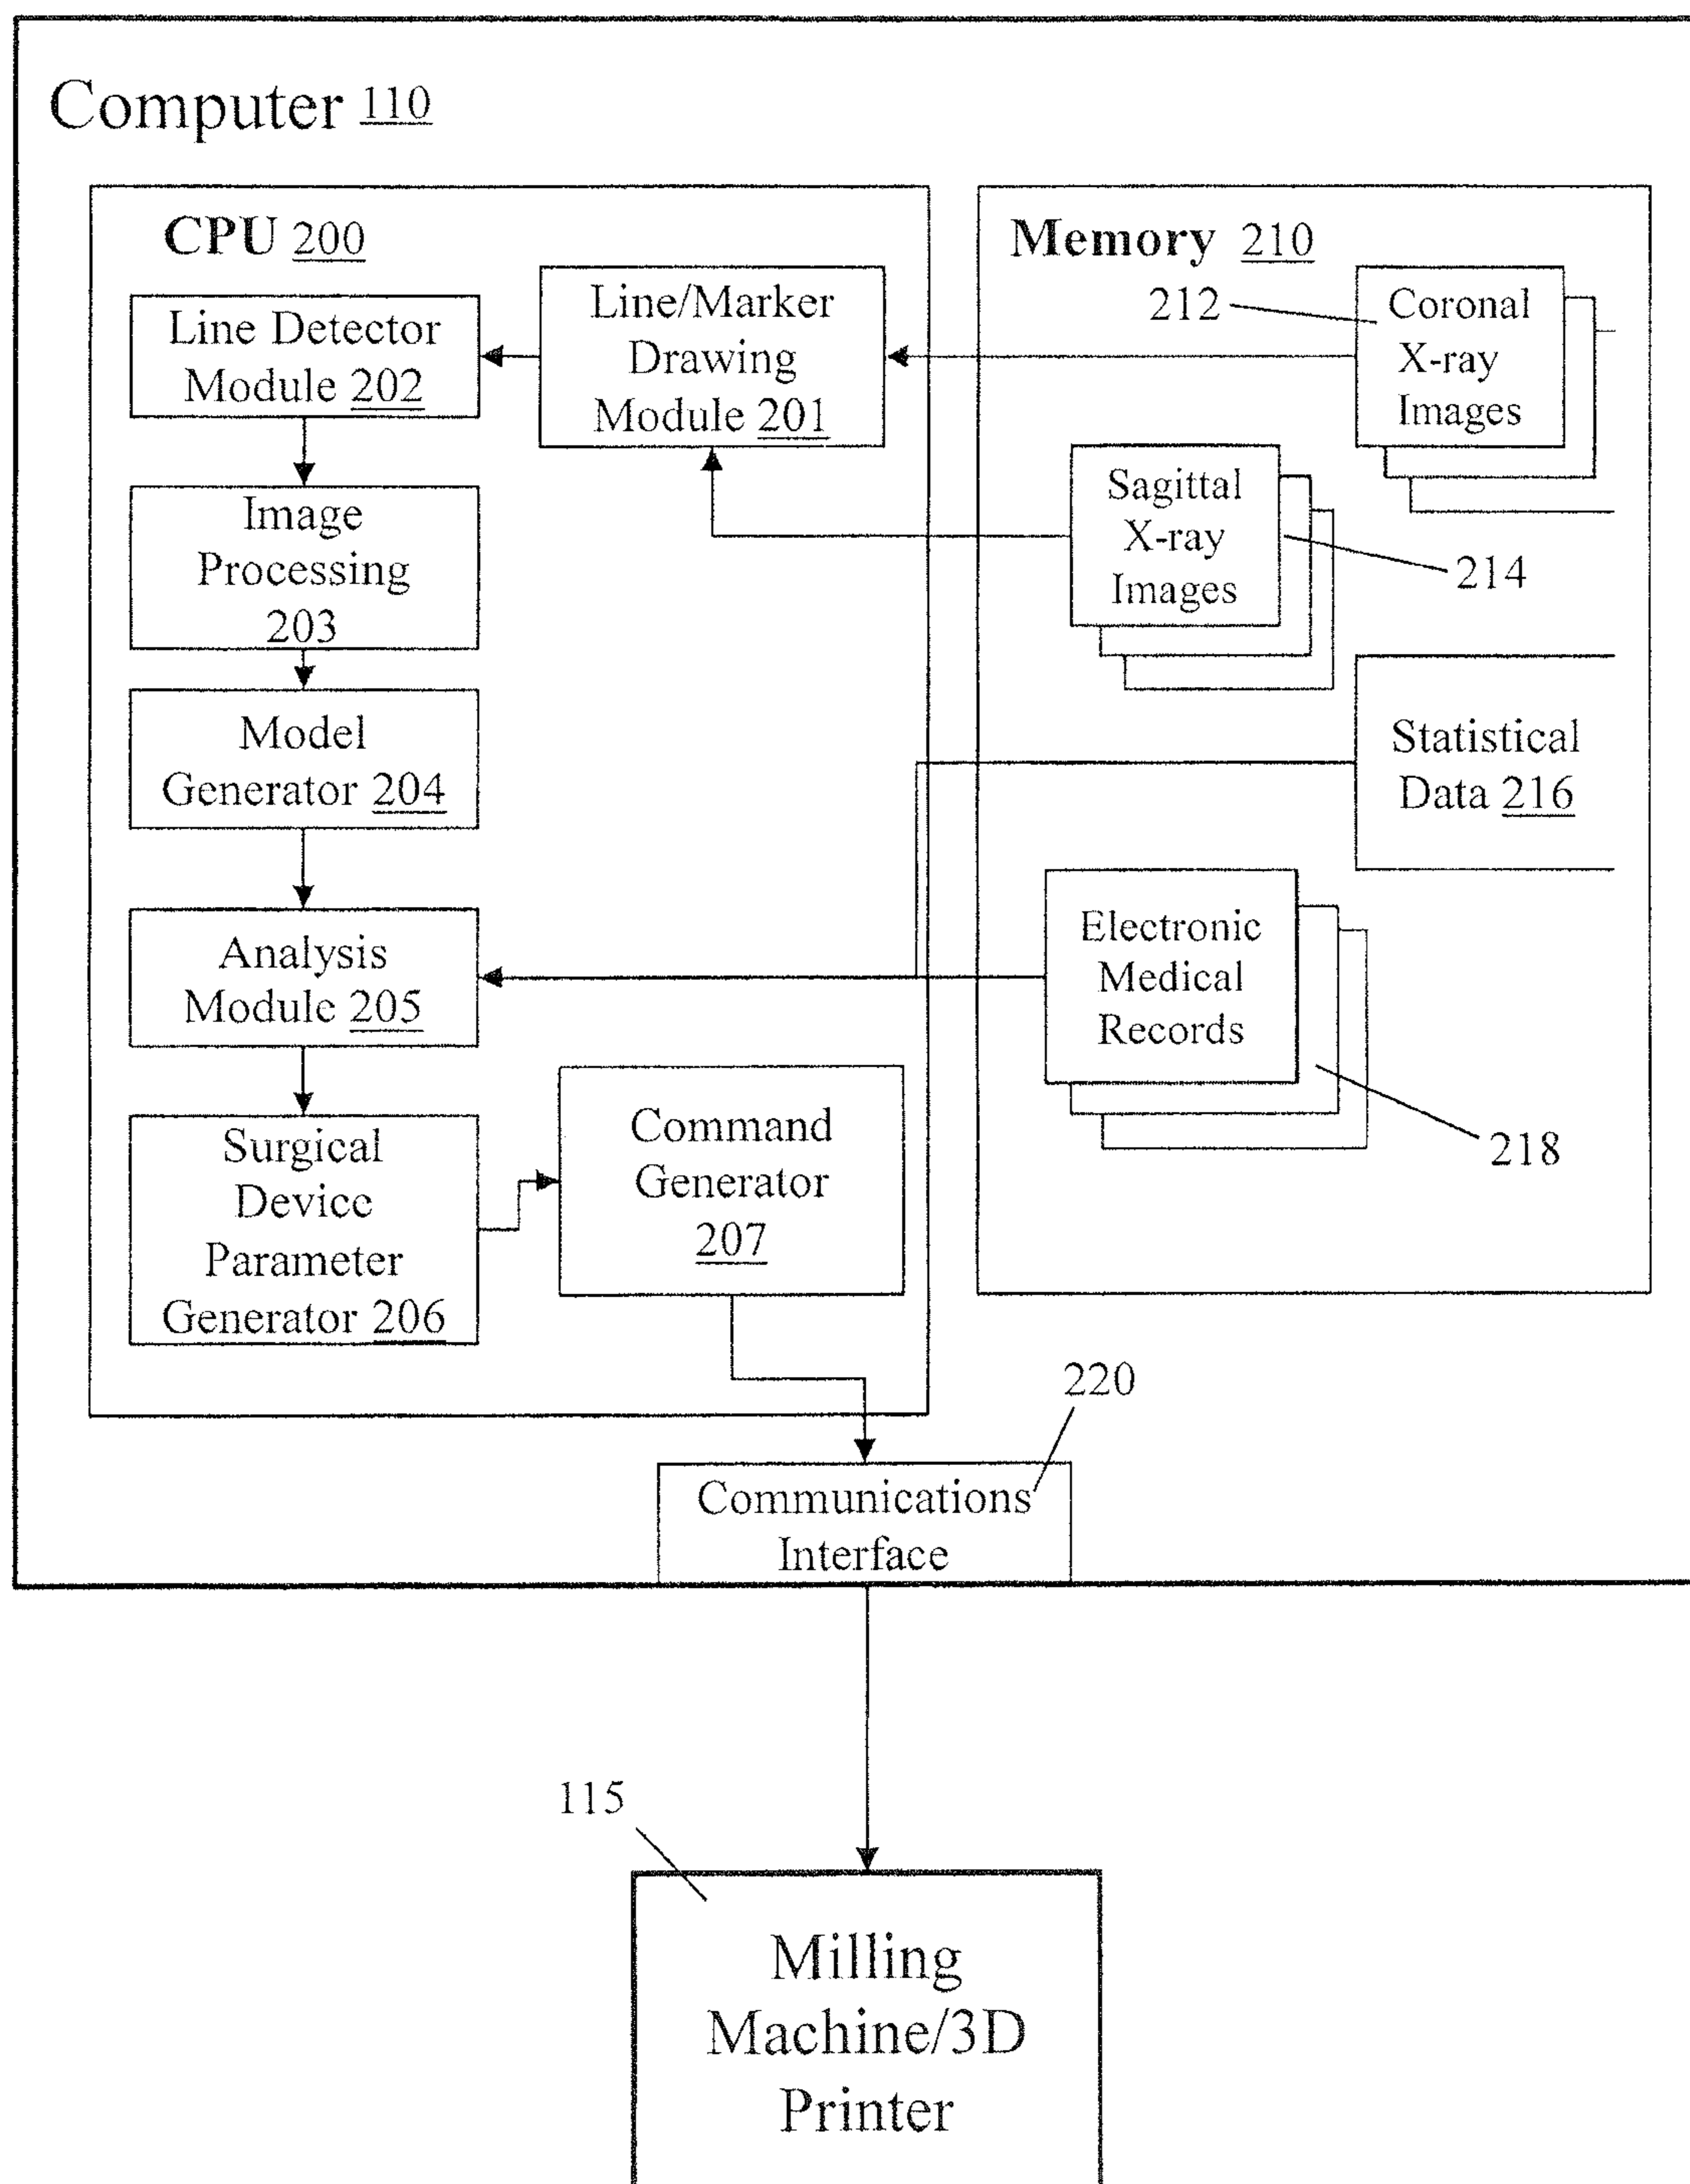 Computer 110
CPU 200
Line Detector
Module 202
Line/Marker
Drawing
Module 201
Image
Processing
203
Model
Generator 204
Analysis
Module 205
Surgical
Device
Parameter
Generator 206
Command
Generator
207
Memory 210
212
Coronal
X-ray
Images
Sagittal
X-ray
Images
214
Statistical
Data 216
Electronic
Medical
Records
218
220
Communications
Interface
115
Milling
Machine/3D
Printer